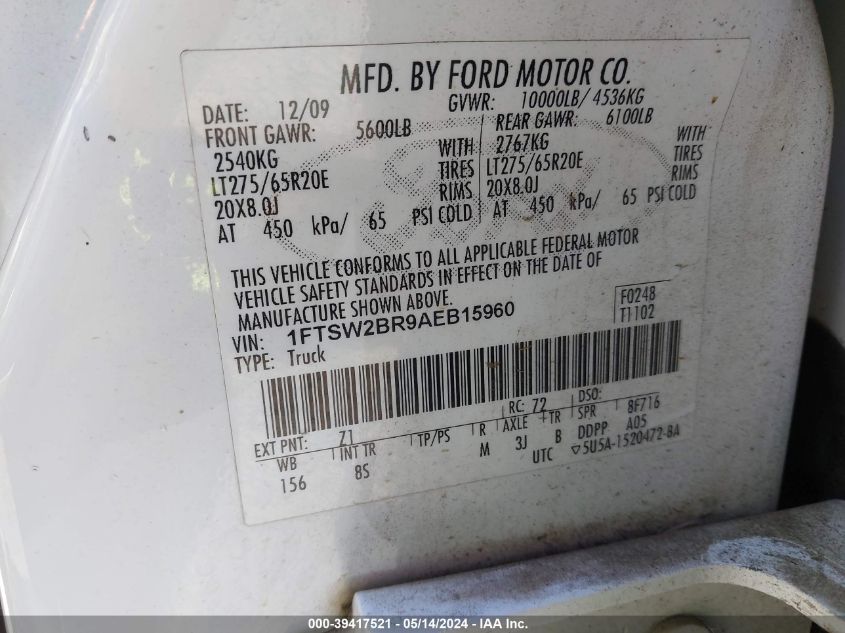 MFD. BY FORD MOTOR CO.
DATE: 12/09 GVWR: 10000LB/ 4536KG
FRONT GAWR: 5600LB REAR GAWR: 6100LB
2540KG WITH 2767KG WITH
LT275/65R20E TIRES LT275/65R20E TIRES
20X8.0J RIMS 20X8.0J RIMS
AT 450 kPa/ 65 PSI COLD AT 450 kPa/ 65 PSI COLD
THIS VEHICLE CONFORMS TO ALL APPLICABLE FEDERAL MOTOR
VEHICLE SAFETY STANDARDS IN EFFECT ON THE DATE OF
MANUFACTURE SHOWN ABOVE.
VIN: 1FTSW2BR9AEB15960 F0248
TYPE: Truck T1102
EXT PNT: Z1 RC: 72 DSO:
WB INT TR TP/PS R AXLE TR SPR 8F716
156 8S M 3J B DDPP A05
UTC ▽5U5A-1520472-BA
000-39417521 - 05/14/2024 - IMAGE AT TIME OF INTAKE.